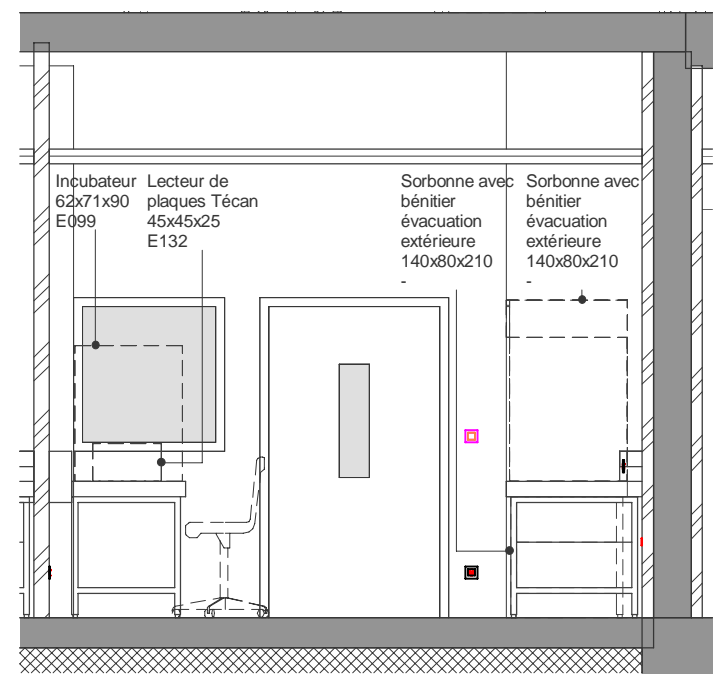 Incubateur
62x71x90
E099
Lecteur de
plaques Técan
45x45x25
E132
Sorbonne avec
bénitier
évacuation
extérieure
140x80x210
-
Sorbonne avec
bénitier
évacuation
extérieure
140x80x210
-